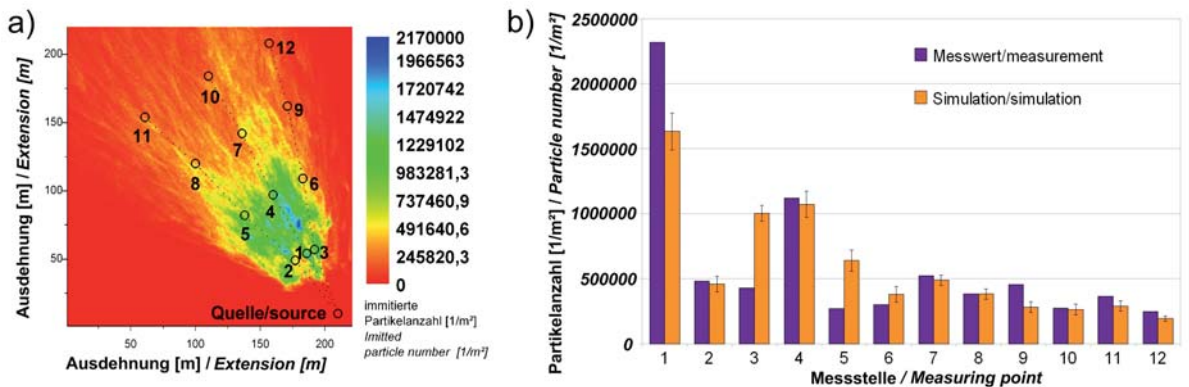 a)
Ausdehnung [m] / Extension [m]
200
150
100
50
12
10
9
11
7
8
6
4
5
1
3
2
Quelle/source
50
100
150
200
Ausdehnung [m] / Extension [m]
2170000
1966563
1720742
1474922
1229102
983281,3
737460,9
491640,6
245820,3
0
immitierte
Partikelanzahl [1/m²]
Imitted
particle number [1/m²]
b)
Partikelanzahl [1/m²] / Particle number [1/m²]
2500000
2000000
1500000
1000000
500000
0
Messwert/measurement
Simulation/simulation
1 2 3 4 5 6 7 8 9 10 11 12
Messstelle / Measuring point